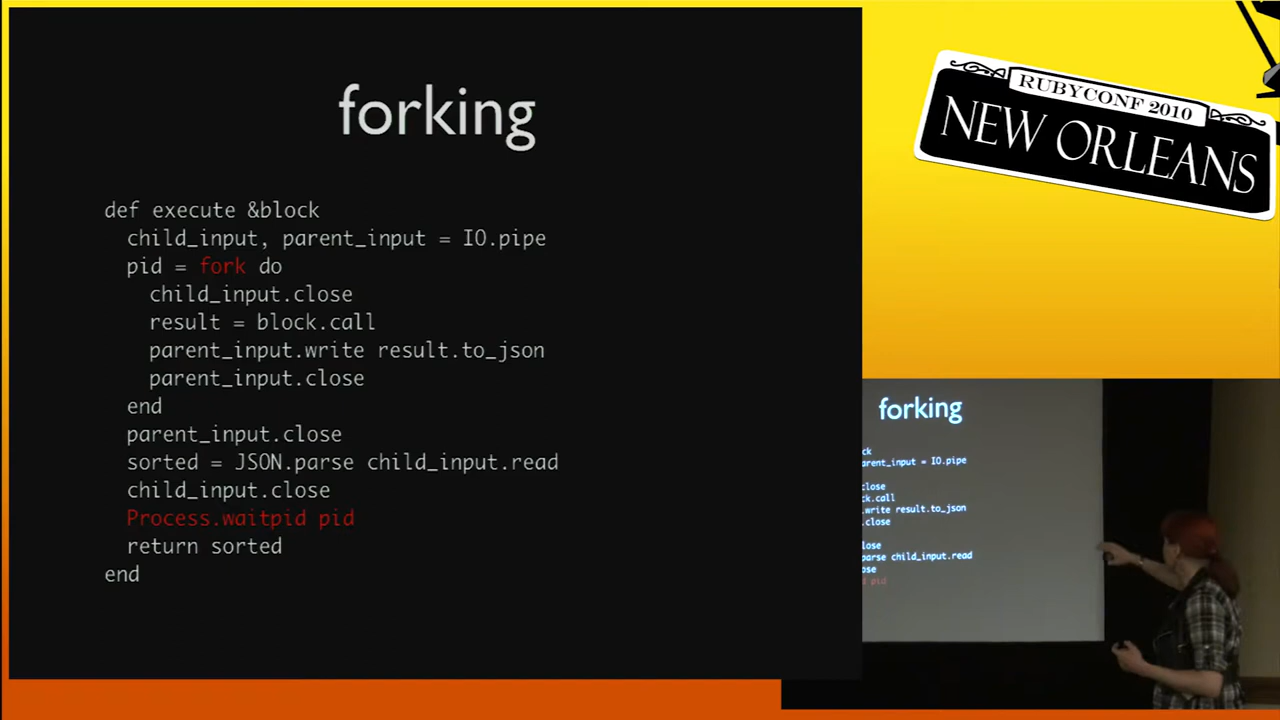 forking
def execute &block
child_input, parent_input = IO.pipe
pid = fork do
child_input.close
result = block.call
parent_input.write result.to_json
parent_input.close
end
parent_input.close
sorted = JSON.parse child_input.read
child_input.close
Process.waitpid pid
return sorted
end
RUBYCONF 2010
NEW ORLEANS
forking
ck
arent_input = IO.pipe
close
ck.call
.write result.to_json
.close
lose
parse child_input.read
ose
d pid